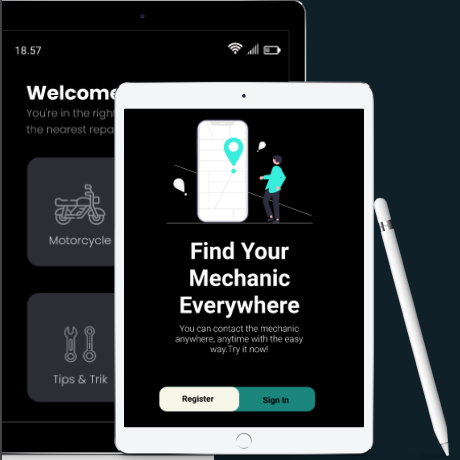 18.57
Welcome
You're in the right
the nearest repa
Motorcycle
Tips & Trik
Find Your
Mechanic
Everywhere
You can contact the mechanic
anywhere, anytime with the easy
way.Try it now!
Register
Sign In